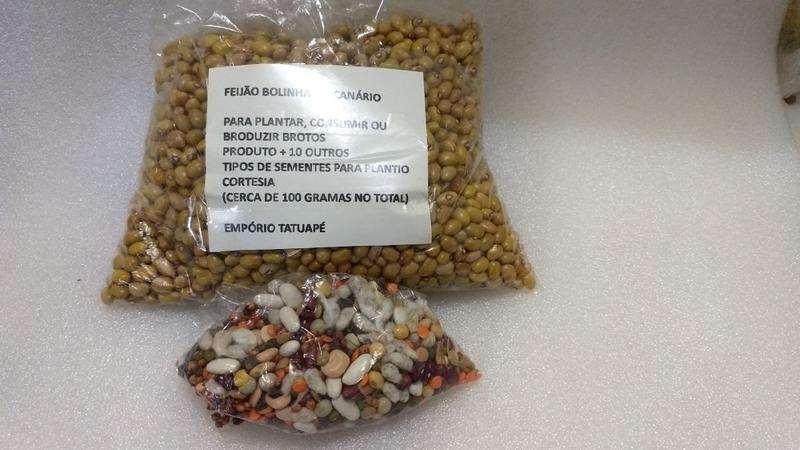 FEIJÃO BOLINHA CANÁRIO
PARA PLANTAR, CONSUMIR OU
BRODUZIR BROTOS
PRODUTO + 10 OUTROS
TIPOS DE SEMENTES PARA PLANTIO
CORTESIA
(CERCA DE 100 GRAMAS NO TOTAL)
EMPÓRIO TATUAPÉ